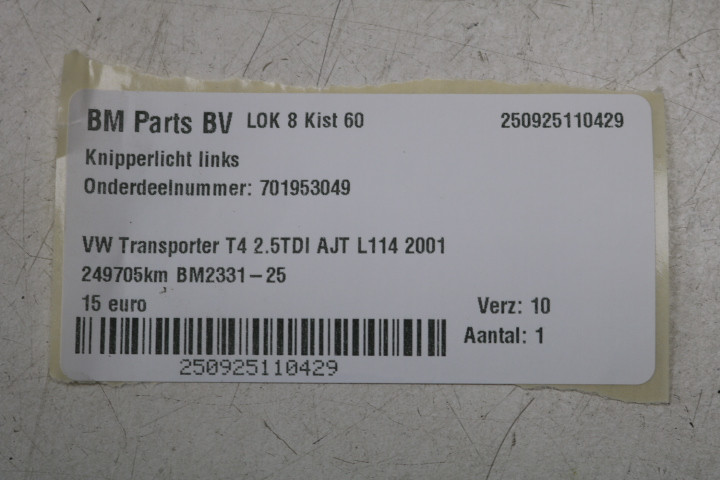 BM Parts BV LOK 8 Kist 60 250925110429
Knipperlicht links
Onderdeelnummer: 701953049
VW Transporter T4 2.5TDI AJT L114 2001
249705km BM2331-25
15 euro Verz: 10
Aantal: 1
250925110429